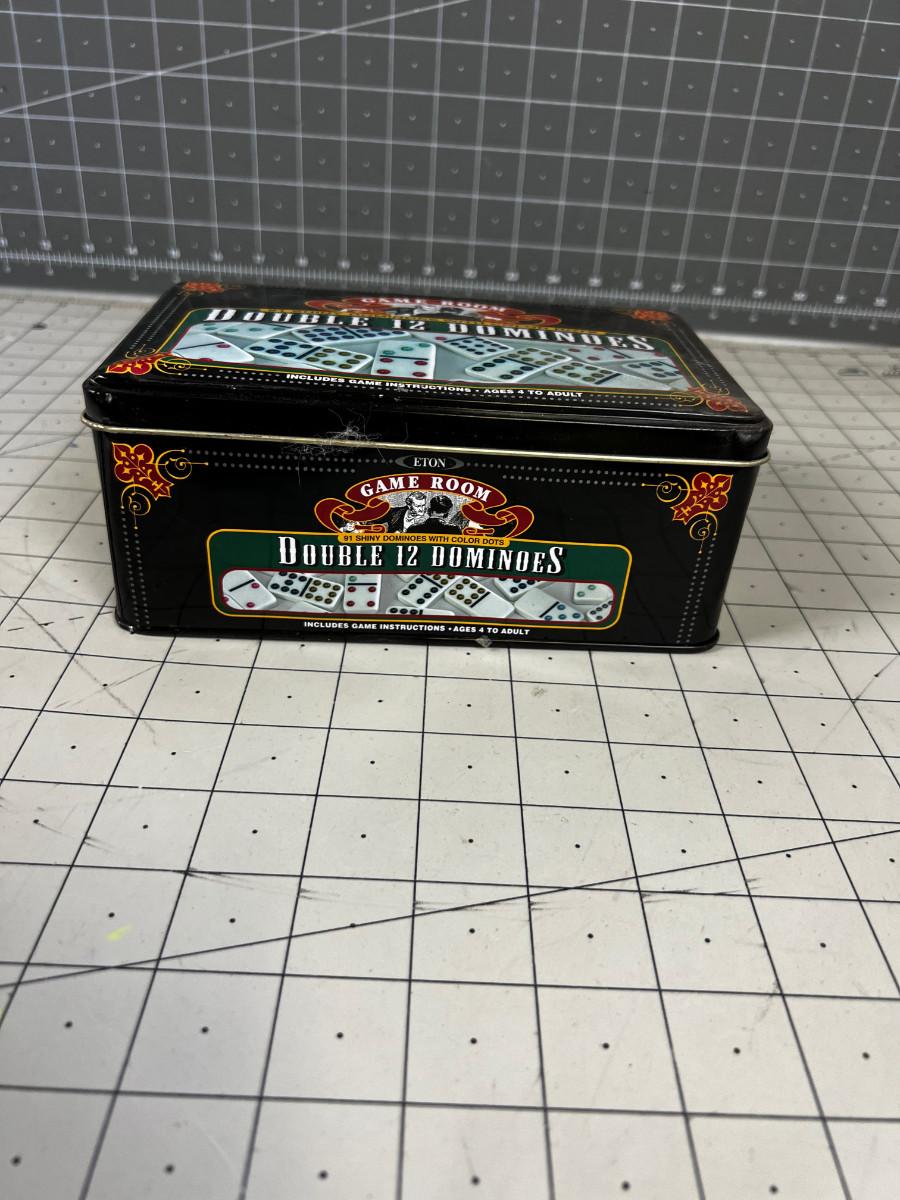 GAME ROOM
DOUBLE 12 DOMINOES
INCLUDES GAME INSTRUCTIONS • AGES 4 TO ADULT
ETON
GAME ROOM
91 SHINY DOMINOES WITH COLOR DOTS
DOUBLE 12 DOMINOES
INCLUDES GAME INSTRUCTIONS • AGES 4 TO ADULT